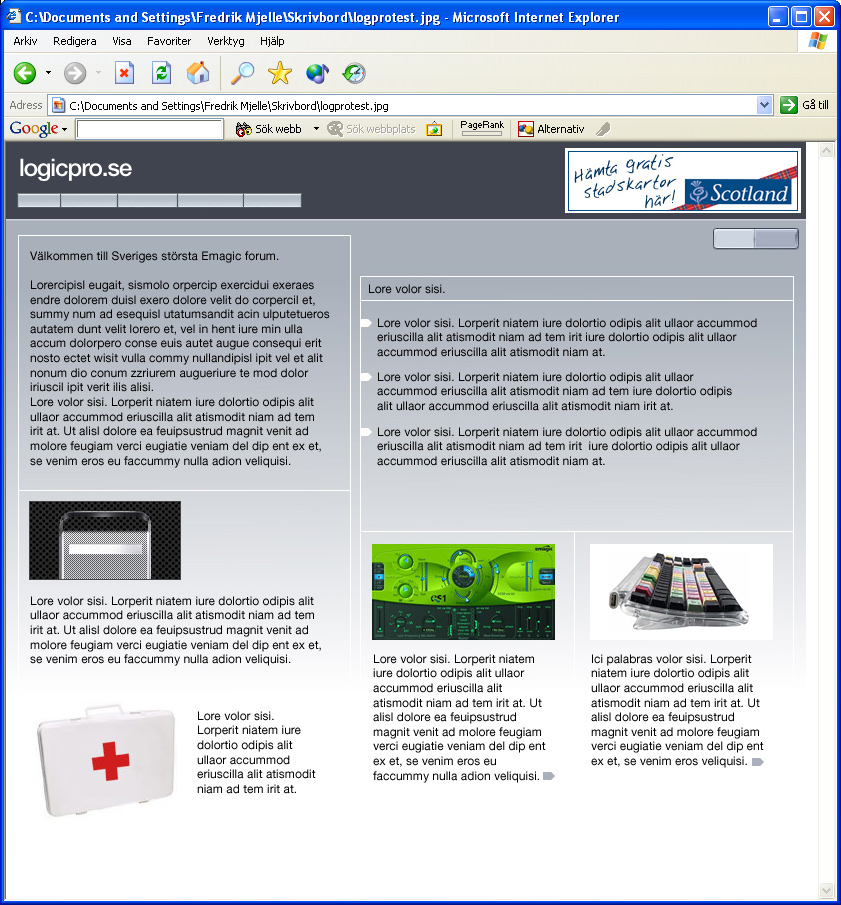 C:\Documents and Settings\Fredrik Mjelle\Skrivbord\logprotest.jpg - Microsoft Internet Explorer
Arkiv Redigera Visa Favoriter Verktyg Hjälp
Adress C:\Documents and Settings\Fredrik Mjelle\Skrivbord\logprotest.jpg Gå till
Google Sök webb Sök webbplats PageRank Alternativ
logicpro.se
Hämta gratis
stadskartor
här!
Scotland
Välkommen till Sveriges största Emagic forum.
Lorercipisl eugait, sismolo orpercip exercidui exeraes
endre dolorem duisl exero dolore velit do corpercil et,
summy num ad esequisl utatumsandit acin ulputetueros
autatem dunt velit lorero et, vel in hent iure min ulla
accum dolorpero conse euis autet augue consequi erit
nosto ectet wisit vulla commy nullandipisl ipit vel et alit
nonum dio conum zzriurem augueriure te mod dolor
iriuscil ipit verit ilis alisi.
Lore volor sisi. Lorperit niatem iure dolortio odipis alit
ullaor accummod eriuscilla alit atismodit niam ad tem
irit at. Ut alisl dolore ea feuipsustrud magnit venit ad
molore feugiam verci eugiatie veniam del dip ent ex et,
se venim eros eu faccummy nulla adion veliquisi.
Lore volor sisi.
Lore volor sisi. Lorperit niatem iure dolortio odipis alit ullaor accummod
eriuscilla alit atismodit niam ad tem irit iure dolortio odipis alit ullaor
accummod eriuscilla alit atismodit niam at.
Lore volor sisi. Lorperit niatem iure dolortio odipis alit ullaor
accummod eriuscilla alit atismodit niam ad tem iure dolortio odipis
alit ullaor accummod eriuscilla alit atismodit niam irit at.
Lore volor sisi. Lorperit niatem iure dolortio odipis alit ullaor accummod
eriuscilla alit atismodit niam ad tem irit iure dolortio odipis alit ullaor
accummod eriuscilla alit atismodit niam at.
Lore volor sisi. Lorperit niatem iure dolortio odipis alit
ullaor accummod eriuscilla alit atismodit niam ad tem
irit at. Ut alisl dolore ea feuipsustrud magnit venit ad
molore feugiam verci eugiatie veniam del dip ent ex et,
se venim eros eu faccummy nulla adion veliquisi.
Lore volor sisi.
Lorperit niatem iure
dolortio odipis alit
ullaor accummod
eriuscilla alit atismodit
niam ad tem irit at.
emagic
es1
Lore volor sisi. Lorperit niatem
iure dolortio odipis alit ullaor
accummod eriuscilla alit
atismodit niam ad tem irit at. Ut
alisl dolore ea feuipsustrud
magnit venit ad molore feugiam
verci eugiatie veniam del dip ent
ex et, se venim eros eu
faccummy nulla adion veliquisi.
Ici palabras volor sisi. Lorperit
niatem iure dolortio odipis alit
ullaor accummod eriuscilla alit
atismodit niam ad tem irit at. Ut
alisl dolore ea feuipsustrud
magnit venit ad molore feugiam
verci eugiatie veniam del dip ent
ex et, se venim eros veliquisi.